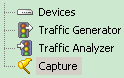 Devices
Traffic Generator
Traffic Analyzer
Capture